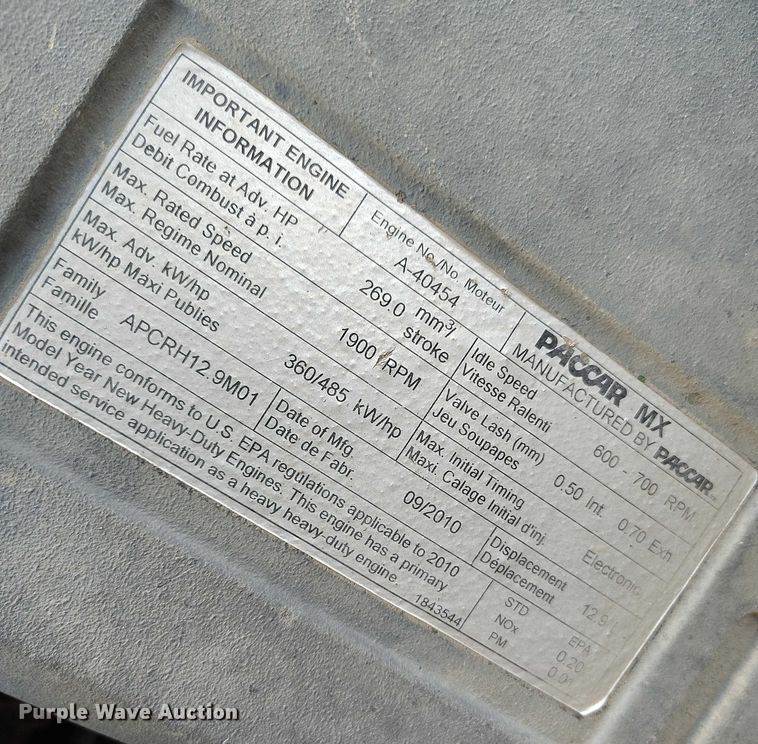 IMPORTANT ENGINE
INFORMATION
Engine No./No. Moteur
A-40454
PACCAR MX
MANUFACTURED BY PACCAR
Fuel Rate at Adv. HP
Debit Combust à p. i.
269.0 mm³/
stroke
Idle Speed
Vitesse Ralenti
600 - 700 RPM
Max. Rated Speed
Max. Regime Nominal
1900 RPM
Valve Lash (mm)
Jeu Soupapes
0.50 Int. 0.70 Exh
Max. Adv. kW/hp
kW/hp Maxi Publies
360/485 kW/hp
Max. Initial Timing
Maxi. Calage Initial d'inj.
Electronic
Family
Famille
APCRH12.9M01
Date of Mfg.
Date de Fabr.
09/2010
Displacement
Déplacement
12.9
This engine conforms to U.S. EPA regulations applicable to 2010
Model Year New Heavy-Duty Engines. This engine has a primary
intended service application as a heavy heavy-duty engine.
1843544
STD EPA
NOx 0.20
PM
Purple Wave Auction